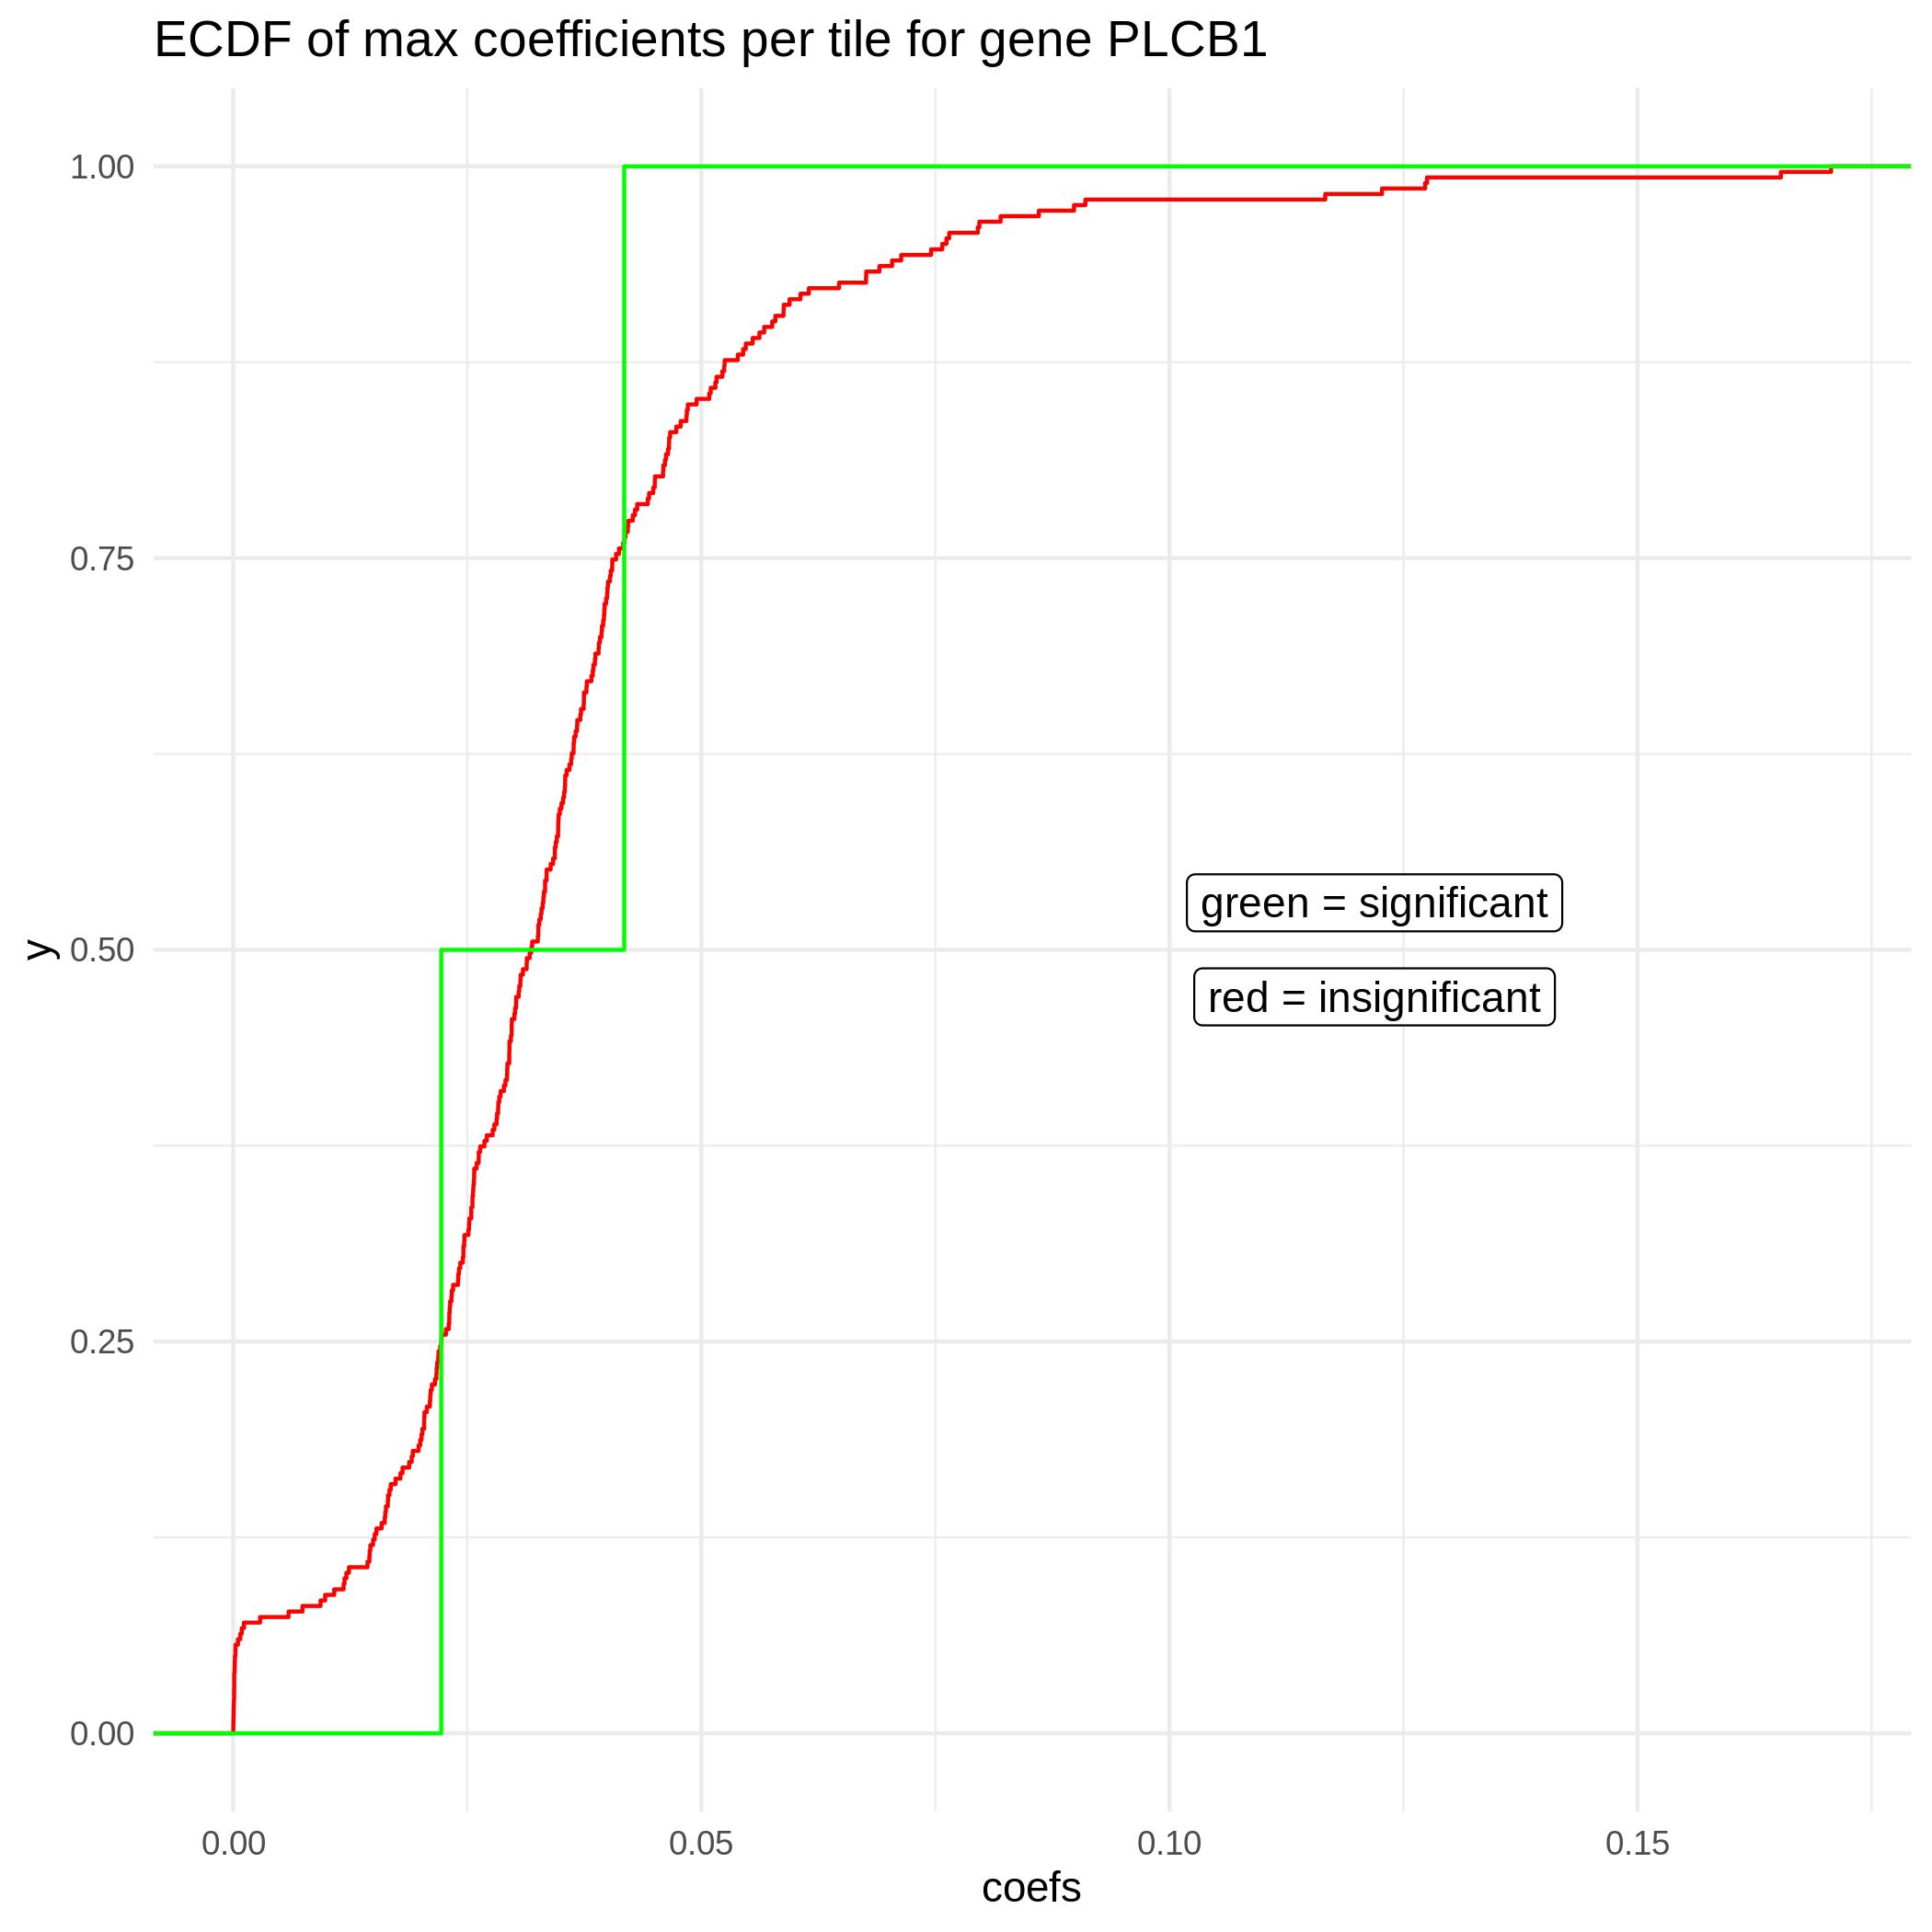 ECDF of max coefficients per tile for gene PLCB1
1.00
0.75
0.50
0.25
0.00
y
green = significant
red = insignificant
0.00 0.05 0.10 0.15
coefs